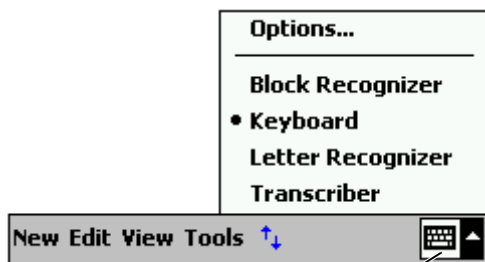 Options...
Block Recognizer
Keyboard
Letter Recognizer
Transcriber
New Edit View Tools